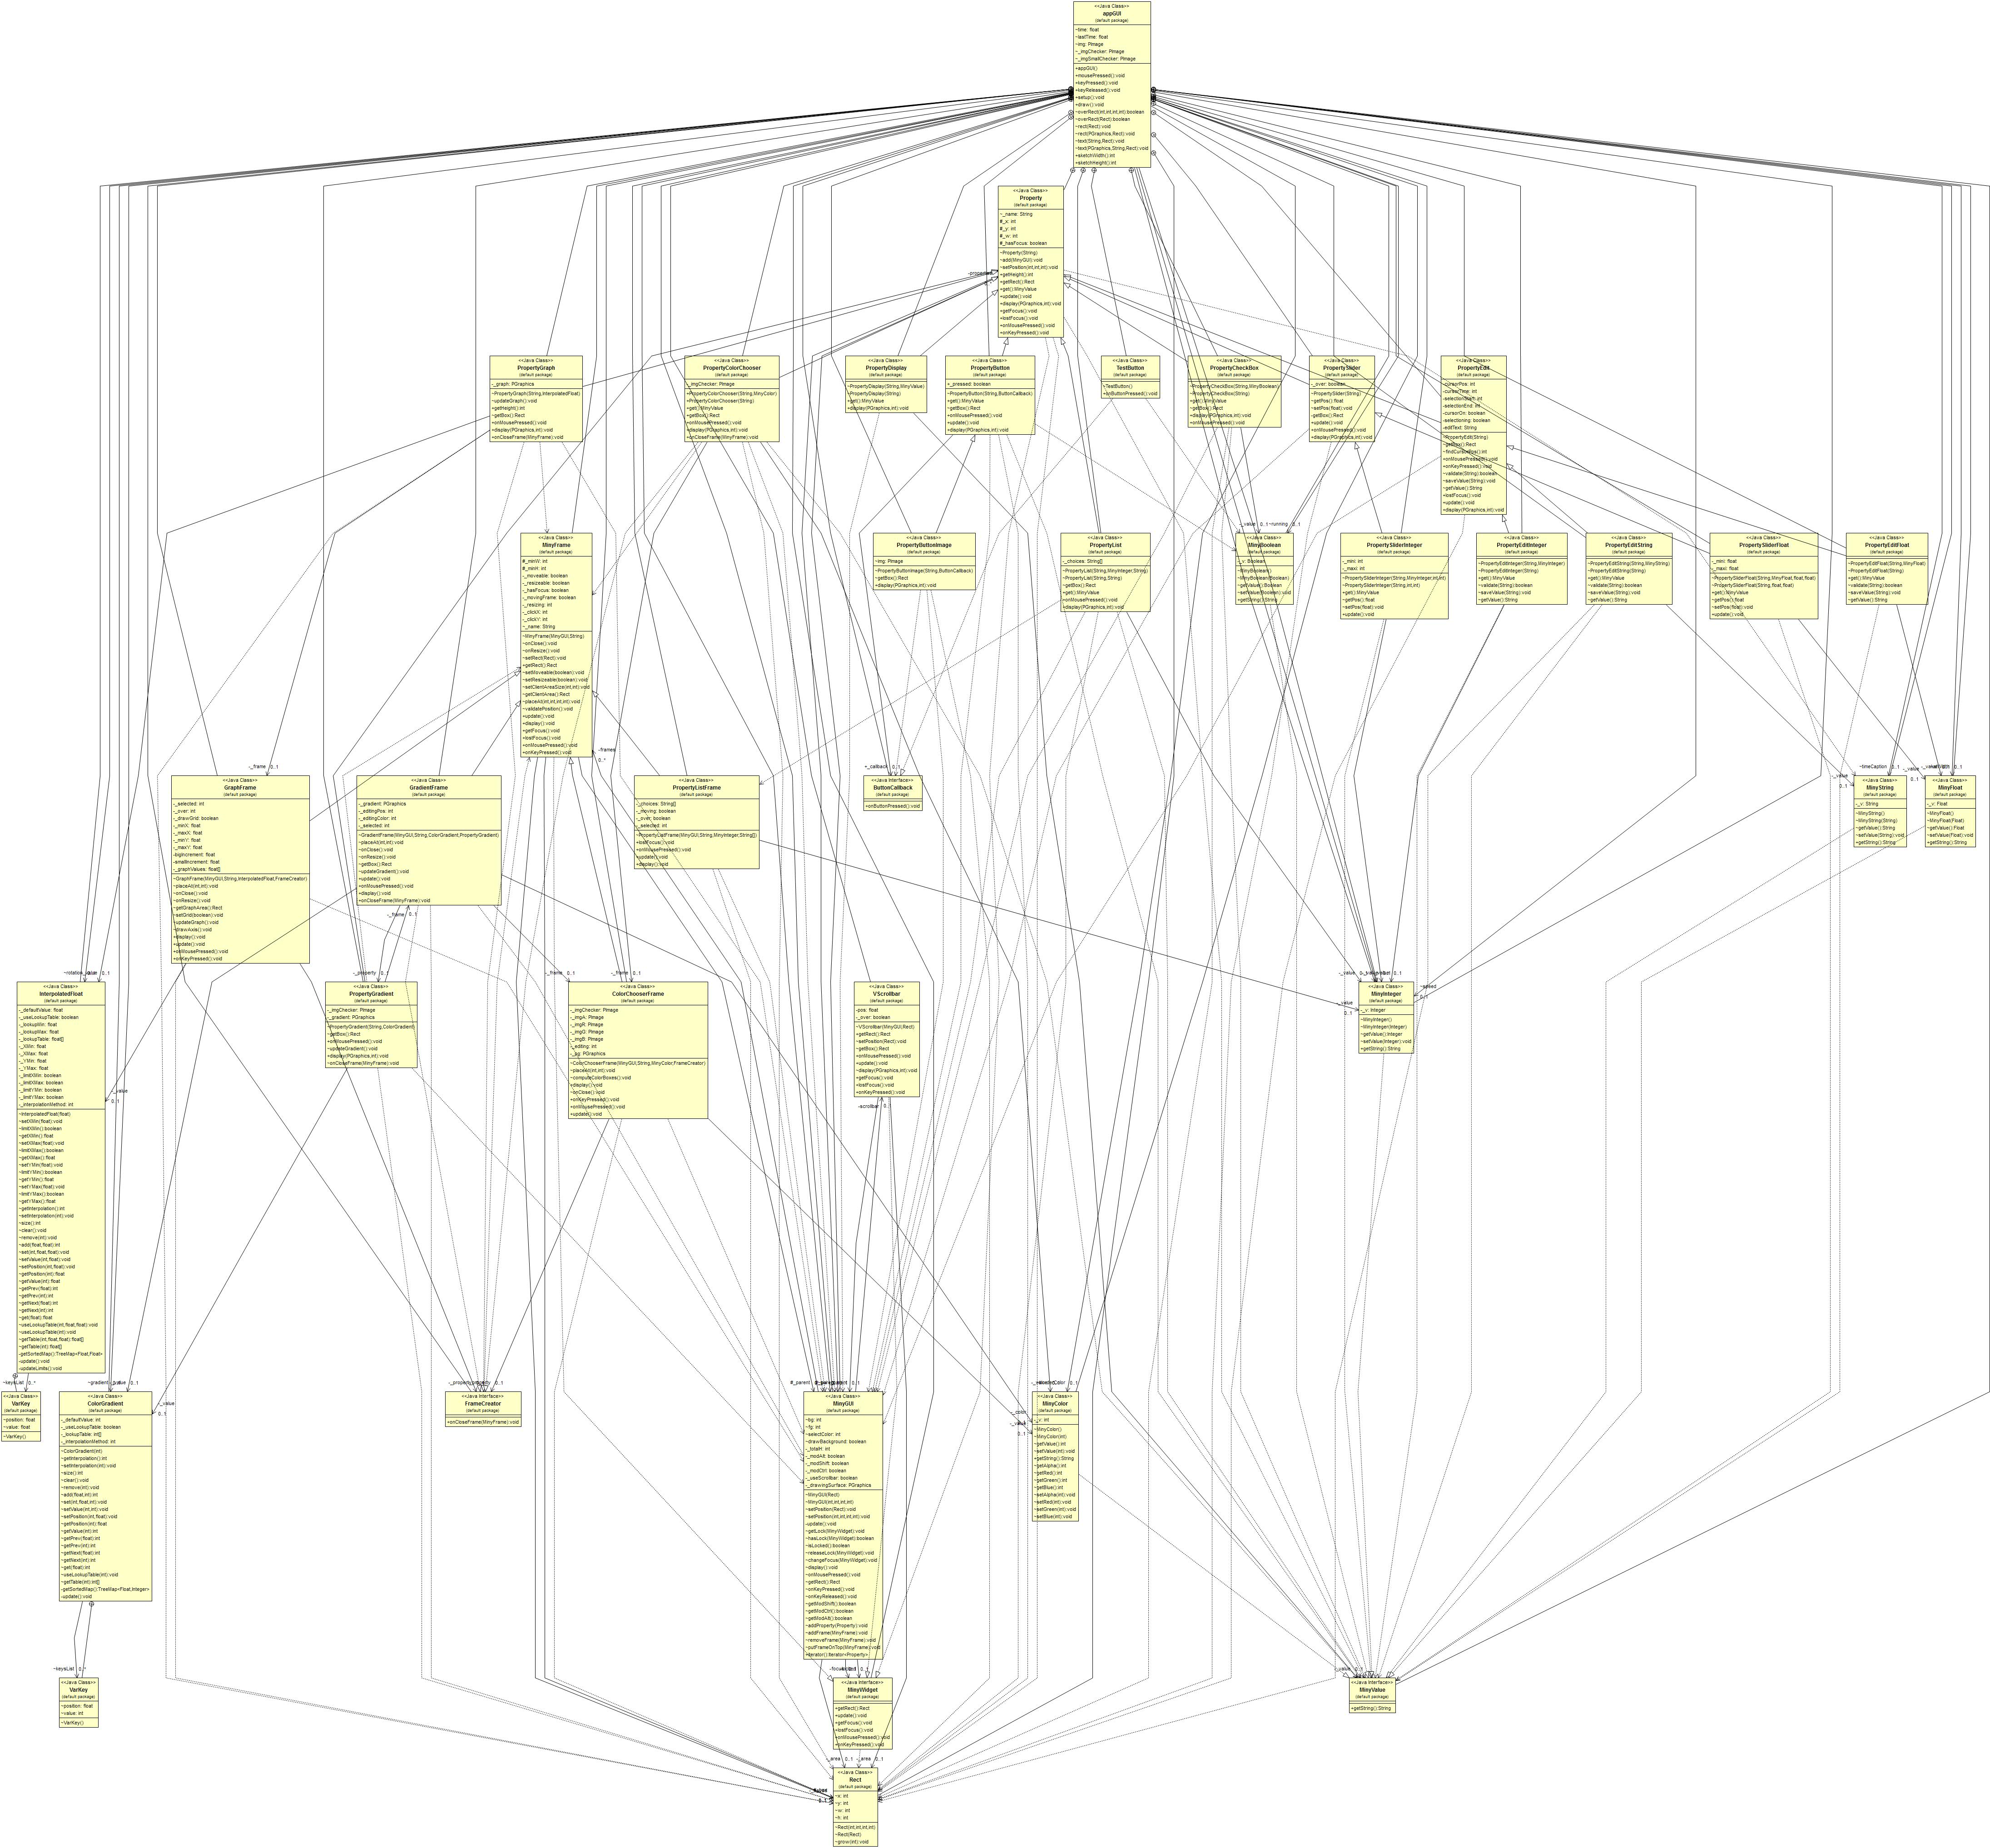 <<Java Class>>
appGUI
(default package)
~time: float
~lastTime: float
~img: PImage
~_imgChecker: PImage
~_imgSmallChecker: PImage
+appGUI()
+mousePressed():void
+keyPressed():void
+keyReleased():void
+setup():void
+draw():void
~overRect(int,int,int,int):boolean
~overRect(Rect):boolean
~rect(Rect):void
~rect(PGraphics,Rect):void
~text(String,Rect):void
~text(PGraphics,String,Rect):void
+sketchWidth():int
+sketchHeight():int
<<Java Class>>
Property
(default package)
~_name: String
#_x: int
#_y: int
#_w: int
#_hasFocus: boolean
~Property(String)
~add(MinyGUI):void
~setPosition(int,int,int):void
+getHeight():int
+getRect():Rect
+get():MinyValue
+update():void
+display(PGraphics,int):void
+getFocus():void
+lostFocus():void
+onMousePressed():void
+onKeyPressed():void
<<Java Class>>
PropertyGraph
(default package)
-_graph: PGraphics
~PropertyGraph(String,InterpolatedFloat)
~updateGraph():void
+getHeight():int
~getBox():Rect
+onMousePressed():void
+display(PGraphics,int):void
+onCloseFrame(MinyFrame):void
<<Java Class>>
PropertyColorChooser
(default package)
-_imgChecker: PImage
+PropertyColorChooser(String,MinyColor)
+PropertyColorChooser(String)
+get():MinyValue
~getBox():Rect
+onMousePressed():void
+display(PGraphics,int):void
+onCloseFrame(MinyFrame):void
<<Java Class>>
PropertyDisplay
(default package)
~PropertyDisplay(String,MinyValue)
~PropertyDisplay(String)
+get():MinyValue
+display(PGraphics,int):void
<<Java Class>>
PropertyButton
(default package)
+_pressed: boolean
~PropertyButton(String,ButtonCallback)
+get():MinyValue
~getBox():Rect
+onMousePressed():void
+update():void
+display(PGraphics,int):void
<<Java Class>>
TestButton
(default package)
~TestButton()
+onButtonPressed():void
<<Java Class>>
PropertyCheckBox
(default package)
~PropertyCheckBox(String,MinyBoolean)
~PropertyCheckBox(String)
+get():MinyValue
~getBox():Rect
+display(PGraphics,int):void
+onMousePressed():void
<<Java Class>>
PropertySlider
(default package)
-_over: boolean
~PropertySlider(String)
~getPos():float
~setPos(float):void
~getBox():Rect
+update():void
+onMousePressed():void
+display(PGraphics,int):void
<<Java Class>>
PropertyEdit
(default package)
-cursorPos: int
-cursorTime: int
-selectionStart: int
-selectionEnd: int
-cursorOn: boolean
-selectioning: boolean
-editText: String
~PropertyEdit(String)
~getBox():Rect
~findCursorPos():int
+onMousePressed():void
+onKeyPressed():void
~validate(String):boolean
~saveValue(String):void
~getValue():String
+lostFocus():void
+update():void
+display(PGraphics,int):void
<<Java Class>>
MinyFrame
(default package)
#_minW: int
#_minH: int
-_moveable: boolean
-_resizeable: boolean
-_hasFocus: boolean
-_movingFrame: boolean
-_resizing: int
-_clickX: int
-_clickY: int
~_name: String
~MinyFrame(MinyGUI,String)
~onClose():void
~onResize():void
~setRect(Rect):void
+getRect():Rect
~setMoveable(boolean):void
~setResizeable(boolean):void
~setClientAreaSize(int,int):void
~getClientArea():Rect
~placeAt(int,int,int,int):void
~validatePosition():void
+update():void
+display():void
+getFocus():void
+lostFocus():void
+onMousePressed():void
+onKeyPressed():void
<<Java Class>>
PropertyButtonImage
(default package)
~img: PImage
~PropertyButtonImage(String,ButtonCallback)
~getBox():Rect
+display(PGraphics,int):void
<<Java Class>>
PropertyList
(default package)
-_choices: String[]
~PropertyList(String,MinyInteger,String)
~PropertyList(String,String)
~getBox():Rect
+get():MinyValue
+onMousePressed():void
+display(PGraphics,int):void
<<Java Class>>
MinyBoolean
(default package)
-_v: Boolean
~MinyBoolean()
~MinyBoolean(Boolean)
~getValue():Boolean
~setValue(Boolean):void
+getString():String
<<Java Class>>
PropertySliderInteger
(default package)
-_mini: int
-_maxi: int
~PropertySliderInteger(String,MinyInteger,int,int)
~PropertySliderInteger(String,int,int)
+get():MinyValue
~getPos():float
~setPos(float):void
+update():void
<<Java Class>>
PropertyEditInteger
(default package)
~PropertyEditInteger(String,MinyInteger)
~PropertyEditInteger(String)
+get():MinyValue
~validate(String):boolean
~saveValue(String):void
~getValue():String
<<Java Class>>
PropertyEditString
(default package)
~PropertyEditString(String,MinyString)
~PropertyEditString(String)
+get():MinyValue
~validate(String):boolean
~saveValue(String):void
~getValue():String
<<Java Class>>
PropertySliderFloat
(default package)
-_mini: float
-_maxi: float
~PropertySliderFloat(String,MinyFloat,float,float)
~PropertySliderFloat(String,float,float)
+get():MinyValue
~getPos():float
~setPos(float):void
+update():void
<<Java Class>>
PropertyEditFloat
(default package)
~PropertyEditFloat(String,MinyFloat)
~PropertyEditFloat(String)
+get():MinyValue
~validate(String):boolean
~saveValue(String):void
~getValue():String
<<Java Class>>
GraphFrame
(default package)
-_selected: int
-_over: int
-_drawGrid: boolean
-_minX: float
-_maxX: float
-_minY: float
-_maxY: float
-bigIncrement: float
-smallIncrement: float
-_graphValues: float[]
~GraphFrame(MinyGUI,String,InterpolatedFloat,FrameCreator)
~placeAt(int,int):void
~onClose():void
~onResize():void
~getGraphArea():Rect
~setGrid(boolean):void
~updateGraph():void
~drawAxis():void
+display():void
+update():void
+onMousePressed():void
+onKeyPressed():void
<<Java Class>>
GradientFrame
(default package)
-_gradient: PGraphics
-_editingPos: int
-_editingColor: int
-_selected: int
~GradientFrame(MinyGUI,String,ColorGradient,PropertyGradient)
~placeAt(int,int):void
~onClose():void
~onResize():void
~getBox():Rect
~updateGradient():void
+update():void
+onMousePressed():void
+display():void
+onCloseFrame(MinyFrame):void
<<Java Class>>
PropertyListFrame
(default package)
-_choices: String[]
-_moving: boolean
-_over: boolean
-_selected: int
~PropertyListFrame(MinyGUI,String,MinyInteger,String[])
+lostFocus():void
+onMousePressed():void
+update():void
+display():void
<<Java Interface>>
ButtonCallback
(default package)
+onButtonPressed():void
<<Java Class>>
MinyString
(default package)
-_v: String
~MinyString()
~MinyString(String)
~getValue():String
~setValue(String):void
+getString():String
<<Java Class>>
MinyFloat
(default package)
-_v: Float
~MinyFloat()
~MinyFloat(Float)
~getValue():Float
~setValue(Float):void
+getString():String
<<Java Class>>
InterpolatedFloat
(default package)
-_defaultValue: float
-_useLookupTable: boolean
-_lookupMin: float
-_lookupMax: float
-_lookupTable: float[]
-_XMin: float
-_XMax: float
-_YMin: float
-_YMax: float
-_limitXMin: boolean
-_limitXMax: boolean
-_limitYMin: boolean
-_limitYMax: boolean
-_interpolationMethod: int
~InterpolatedFloat(float)
~setXMin(float):void
~limitXMin():boolean
~getXMin():float
~setXMax(float):void
~limitXMax():boolean
~getXMax():float
~setYMin(float):void
~limitYMin():boolean
~getYMin():float
~setYMax(float):void
~limitYMax():boolean
~getYMax():float
~getInterpolation():int
~setInterpolation(int):void
~size():int
~clear():void
~remove(int):void
~add(float,float):int
~set(int,float,float):void
~setValue(int,float):void
~setPosition(int,float):void
~getPosition(int):float
~getValue(int):float
~getPrev(float):int
~getPrev(int):int
~getNext(float):int
~getNext(int):int
~get(float):float
~useLookupTable(int,float,float):void
~useLookupTable(int):void
~getTable(int,float,float):float[]
~getTable(int):float[]
-getSortedMap():TreeMap<Float,Float>
-update():void
-updateLimits():void
<<Java Class>>
PropertyGradient
(default package)
-_imgChecker: PImage
-_gradient: PGraphics
~PropertyGradient(String,ColorGradient)
~getBox():Rect
+onMousePressed():void
~updateGradient():void
+display(PGraphics,int):void
+onCloseFrame(MinyFrame):void
<<Java Class>>
ColorChooserFrame
(default package)
-_imgChecker: PImage
-_imgA: PImage
-_imgR: PImage
-_imgG: PImage
-_imgB: PImage
-_editing: int
-_pg: PGraphics
~ColorChooserFrame(MinyGUI,String,MinyColor,FrameCreator)
~placeAt(int,int):void
~computeColorBoxes():void
+display():void
~onClose():void
+onKeyPressed():void
+onMousePressed():void
+update():void
<<Java Class>>
VScrollbar
(default package)
-pos: float
-_over: boolean
~VScrollbar(MinyGUI,Rect)
+getRect():Rect
~setPosition(Rect):void
~getBox():Rect
+onMousePressed():void
+update():void
~display(PGraphics,int):void
+getFocus():void
+lostFocus():void
+onKeyPressed():void
<<Java Class>>
MinyInteger
(default package)
-_v: Integer
~MinyInteger()
~MinyInteger(Integer)
~getValue():Integer
~setValue(Integer):void
+getString():String
<<Java Class>>
VarKey
(default package)
~position: float
~value: float
~VarKey()
<<Java Class>>
ColorGradient
(default package)
-_defaultValue: int
-_useLookupTable: boolean
-_lookupTable: int[]
-_interpolationMethod: int
~ColorGradient(int)
~getInterpolation():int
~setInterpolation(int):void
~size():int
~clear():void
~remove(int):void
~add(float,int):int
~set(int,float,int):void
~setValue(int,int):void
~setPosition(int,float):void
~getPosition(int):float
~getValue(int):int
~getPrev(float):int
~getPrev(int):int
~getNext(float):int
~getNext(int):int
~get(float):int
~useLookupTable(int):void
~getTable(int):int[]
-getSortedMap():TreeMap<Float,Integer>
-update():void
<<Java Interface>>
FrameCreator
(default package)
+onCloseFrame(MinyFrame):void
<<Java Class>>
MinyGUI
(default package)
~bg: int
~fg: int
~selectColor: int
~drawBackground: boolean
-_totalH: int
-_modAlt: boolean
-_modShift: boolean
-_modCtrl: boolean
-_useScrollbar: boolean
-_drawingSurface: PGraphics
~MinyGUI(Rect)
~MinyGUI(int,int,int,int)
~setPosition(Rect):void
~setPosition(int,int,int,int):void
-update():void
~getLock(MinyWidget):void
~hasLock(MinyWidget):boolean
~isLocked():boolean
~releaseLock(MinyWidget):void
~changeFocus(MinyWidget):void
~display():void
~onMousePressed():void
~getRect():Rect
~onKeyPressed():void
~onKeyReleased():void
~getModShift():boolean
~getModCtrl():boolean
~getModAlt():boolean
~addProperty(Property):void
~addFrame(MinyFrame):void
~removeFrame(MinyFrame):void
~putFrameOnTop(MinyFrame):void
+iterator():Iterator<Property>
<<Java Class>>
MinyColor
(default package)
-_v: int
~MinyColor()
~MinyColor(int)
~getValue():int
~setValue(int):void
+getString():String
~getAlpha():int
~getRed():int
~getGreen():int
~getBlue():int
~setAlpha(int):void
~setRed(int):void
~setGreen(int):void
~setBlue(int):void
<<Java Class>>
VarKey
(default package)
~position: float
~value: int
~VarKey()
<<Java Interface>>
MinyWidget
(default package)
+getRect():Rect
+update():void
+getFocus():void
+lostFocus():void
+onMousePressed():void
+onKeyPressed():void
<<Java Interface>>
MinyValue
(default package)
+getString():String
<<Java Class>>
Rect
(default package)
~x: int
~y: int
~w: int
~h: int
~Rect(int,int,int,int)
~Rect(Rect)
~grow(int):void